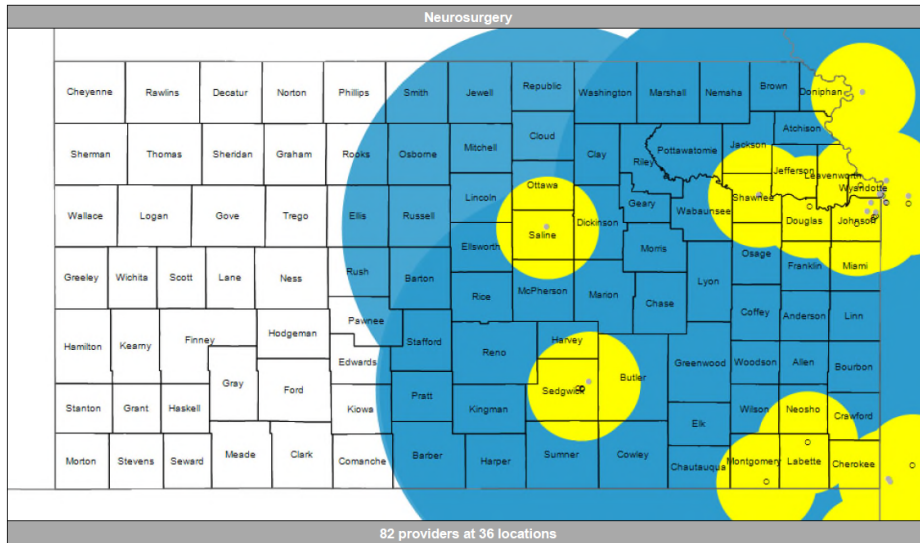 Neurosurgery
Cheyenne Rawlins Decatur Norton Phillips Smith Jewell Republic Washington Marshall Nemaha Brown Doniphan
Sherman Thomas Sheridan Graham Rooks Osborne Mitchell Cloud Clay Riley Pottawatomie Jackson Atchison
Jefferson Leavenworth Wyandotte
Wallace Logan Gove Trego Ellis Russell Lincoln Ottawa Geary Wabaunsee Shawnee Douglas Johnson
Saline Dickinson
Greeley Wichita Scott Lane Ness Rush Barton Ellsworth Morris Osage Franklin Miami
Rice McPherson Marion Chase Lyon
Hamilton Kearny Finney Hodgeman Pawnee Stafford Reno Harvey Coffey Anderson Linn
Edwards
Gray Ford Sedgwick Butler Greenwood Woodson Allen Bourbon
Stanton Grant Haskell Kiowa Pratt Kingman Wilson Neosho Crawford
Elk
Morton Stevens Seward Meade Clark Comanche Barber Harper Sumner Cowley Chautauqua Montgomery Labette Cherokee
82 providers at 36 locations